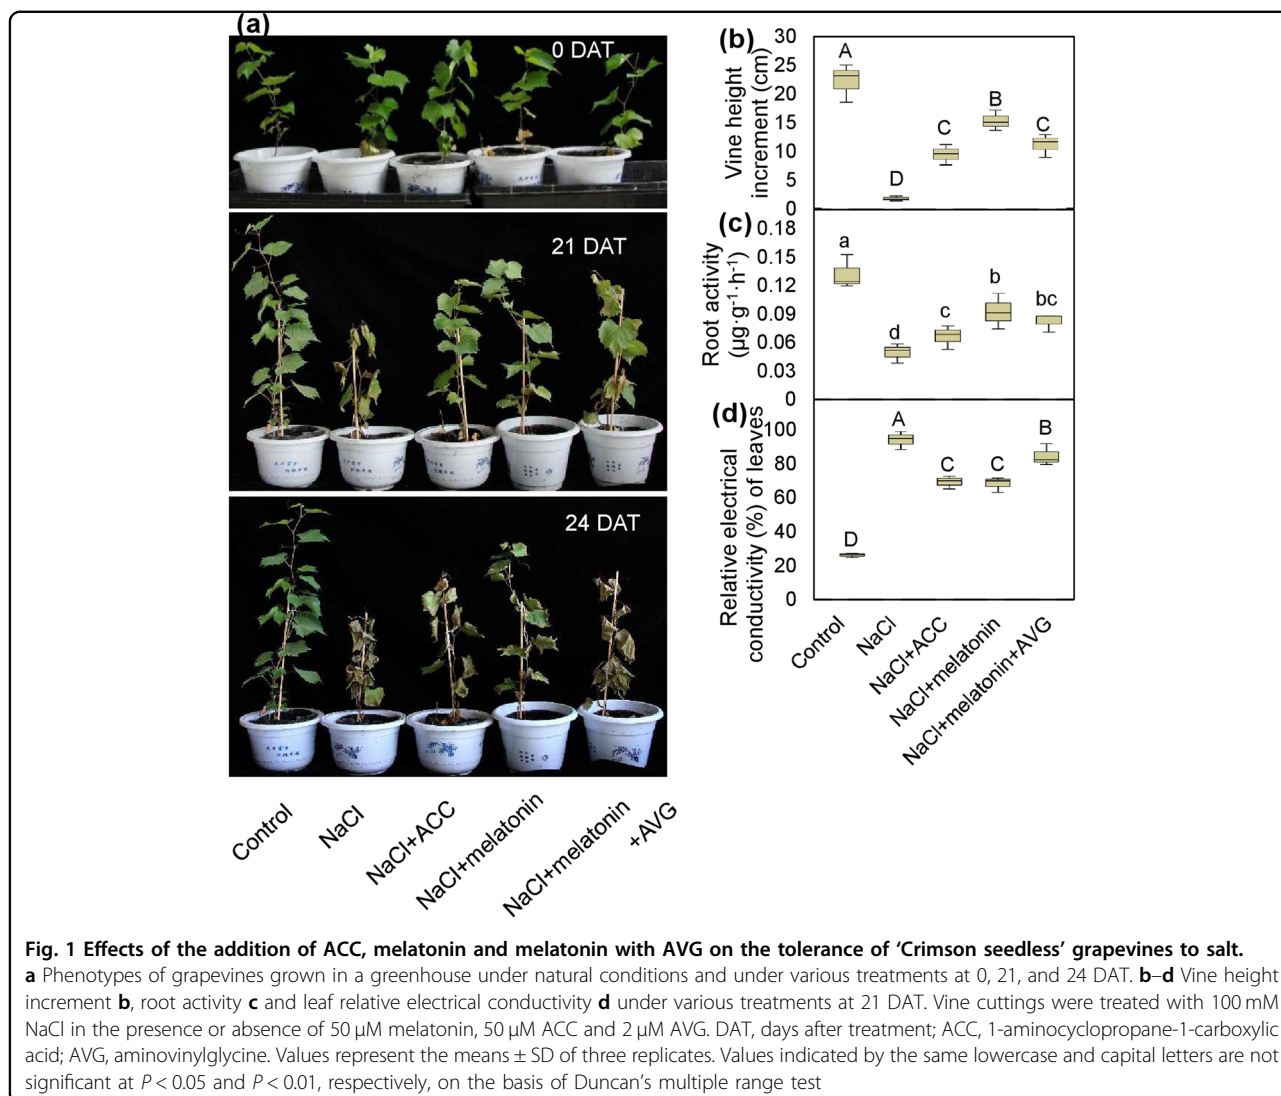 (a)
0 DAT
21 DAT
24 DAT
Control
NaCl
NaCl+ACC
NaCl+melatonin
NaCl+melatonin
+AVG
(b)
Vine height
increment (cm)
30
25
20
15
10
5
0
A
D
C
B
C
(c)
Root activity
(µg·g⁻¹·h⁻¹)
0.18
0.15
0.12
0.09
0.06
0.03
0
a
d
c
b
bc
(d)
Relative electrical
conductivity (%) of leaves
100
80
60
40
20
0
D
A
C
C
B
Control
NaCl
NaCl+ACC
NaCl+melatonin
NaCl+melatonin+AVG
Fig. 1 Effects of the addition of ACC, melatonin and melatonin with AVG on the tolerance of ‘Crimson seedless’ grapevines to salt.
a Phenotypes of grapevines grown in a greenhouse under natural conditions and under various treatments at 0, 21, and 24 DAT. b–d Vine height
increment b, root activity c and leaf relative electrical conductivity d under various treatments at 21 DAT. Vine cuttings were treated with 100 mM
NaCl in the presence or absence of 50 µM melatonin, 50 µM ACC and 2 µM AVG. DAT, days after treatment; ACC, 1-aminocyclopropane-1-carboxylic
acid; AVG, aminovinylglycine. Values represent the means ± SD of three replicates. Values indicated by the same lowercase and capital letters are not
significant at P < 0.05 and P < 0.01, respectively, on the basis of Duncan’s multiple range test